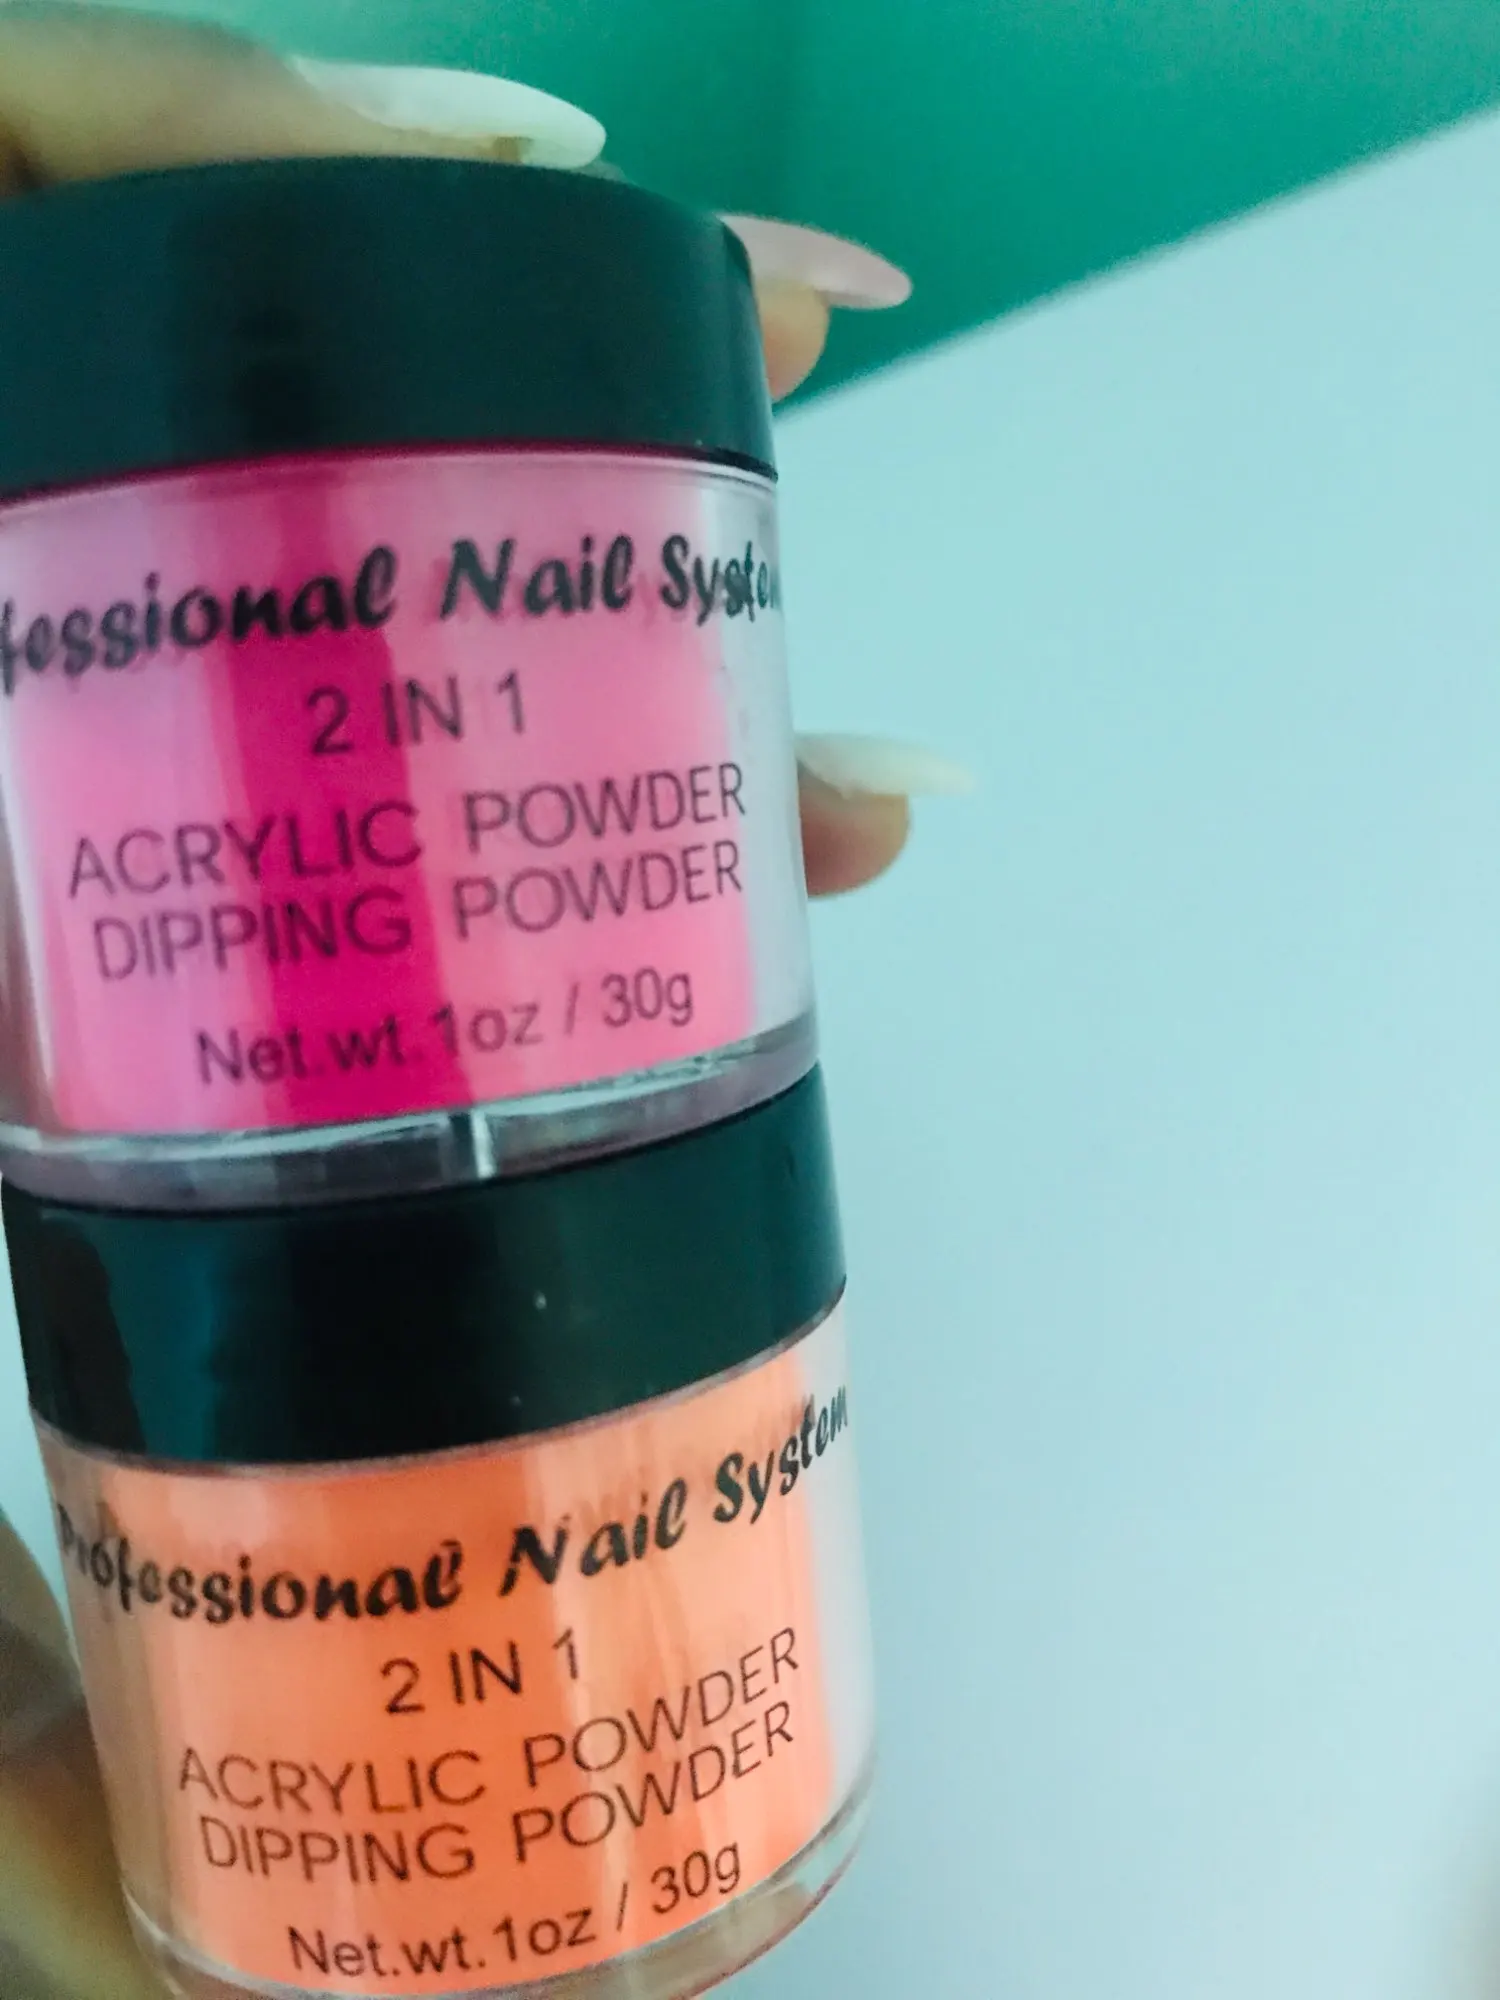 fessional Nail System
2 IN 1
ACRYLIC POWDER
DIPPING POWDER
Net.wt.1oz / 30g
Professional Nail System
2 IN 1
ACRYLIC POWDER
DIPPING POWDER
Net.wt.1oz / 30g